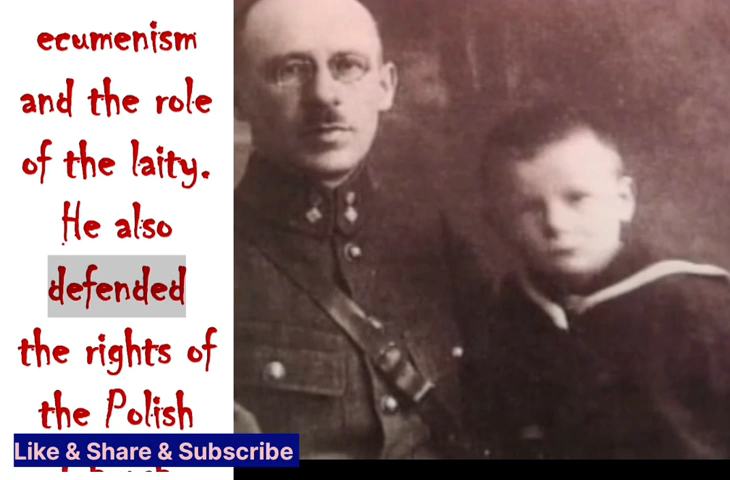 ecumenism
and the role
of the laity.
He also
defended
the rights of
the Polish
Like & Share & Subscribe